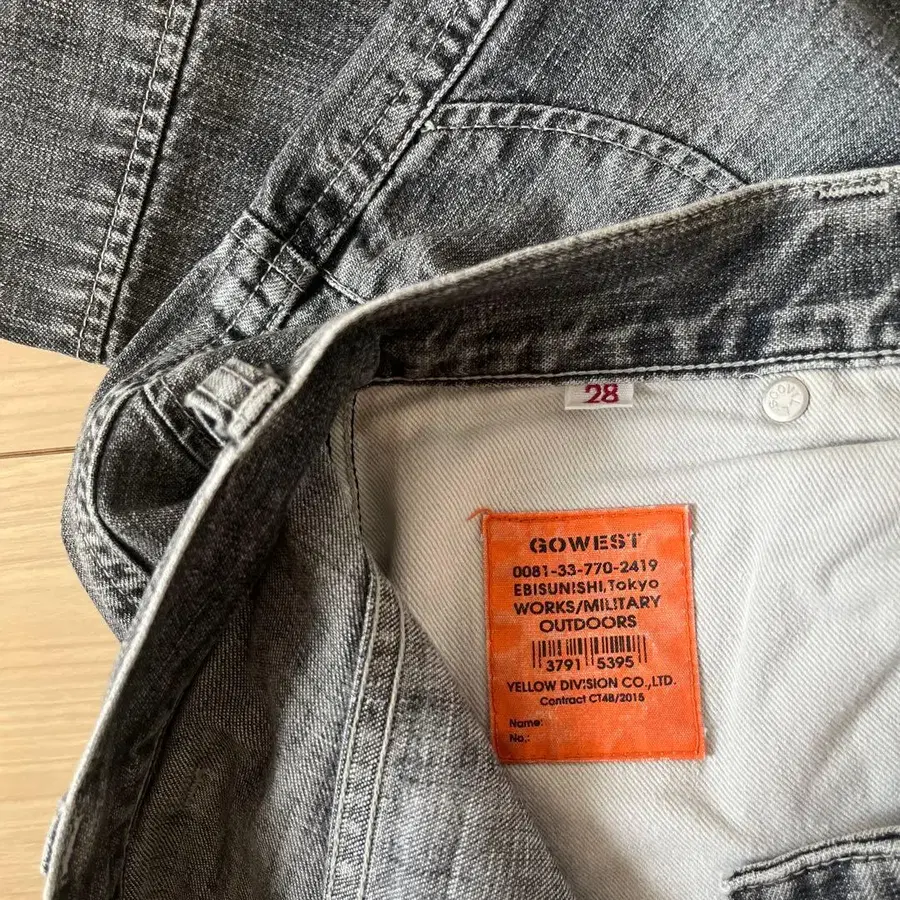 28
GOWEST
0081-33-770-2419
EBISUNISHI,Tokyo
WORKS/MILITARY
OUTDOORS
3791 5395
YELLOW DIVISION CO.,LTD.
Contract CT4B/2015
Name:
No.: